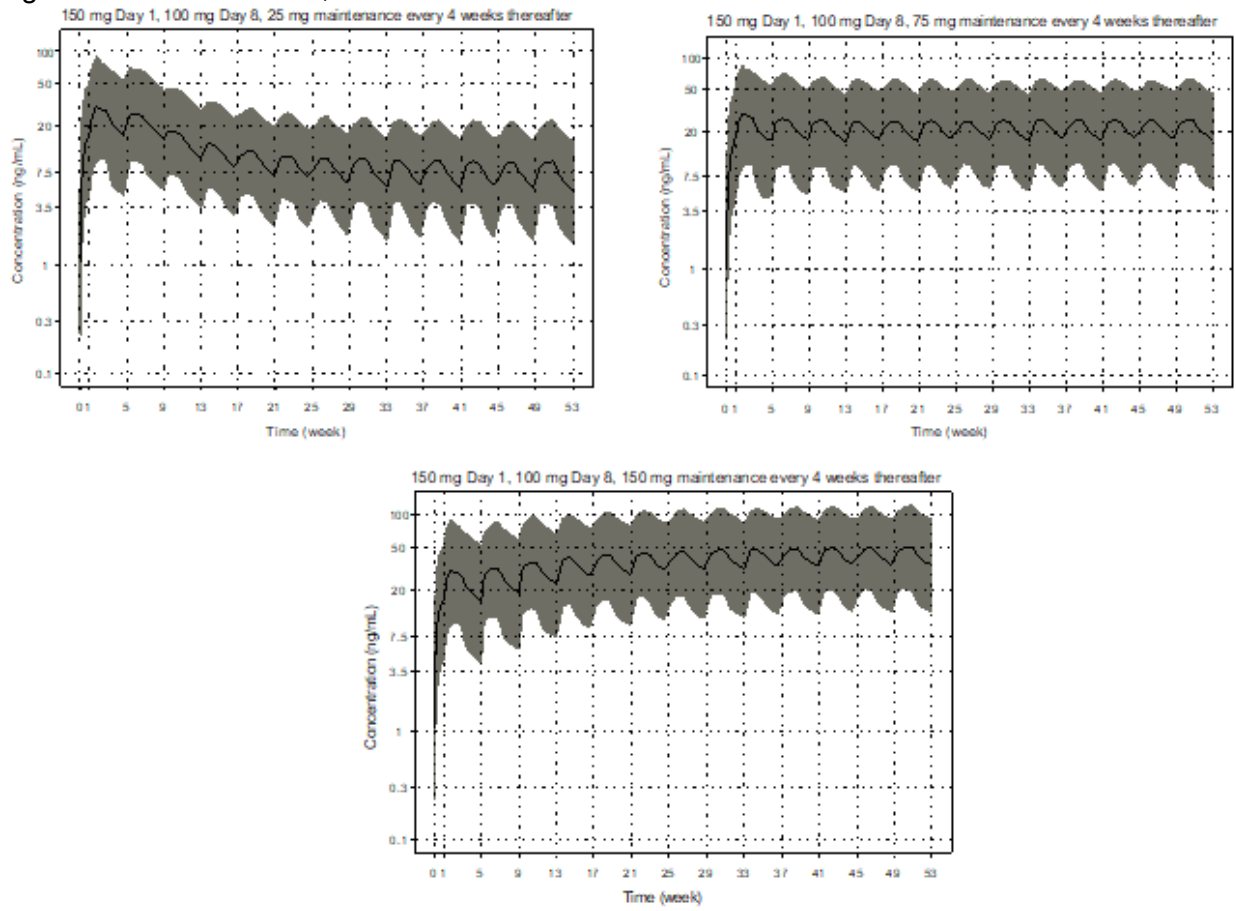 150 mg Day 1, 100 mg Day 8, 25 mg maintenance every 4 weeks thereafter
Concentration (ng/mL)
100
50
20
7.5
3.5
1
0.3
0.1
0 1 5 9 13 17 21 25 29 33 37 41 45 49 53
Time (week)
150 mg Day 1, 100 mg Day 8, 75 mg maintenance every 4 weeks thereafter
Concentration (ng/mL)
100
50
20
7.5
3.5
1
0.3
0.1
0 1 5 9 13 17 21 25 29 33 37 41 45 49 53
Time (week)
150 mg Day 1, 100 mg Day 8, 150 mg maintenance every 4 weeks thereafter
Concentration (ng/mL)
100
50
20
7.5
3.5
1
0.3
0.1
0 1 5 9 13 17 21 25 29 33 37 41 45 49 53
Time (week)